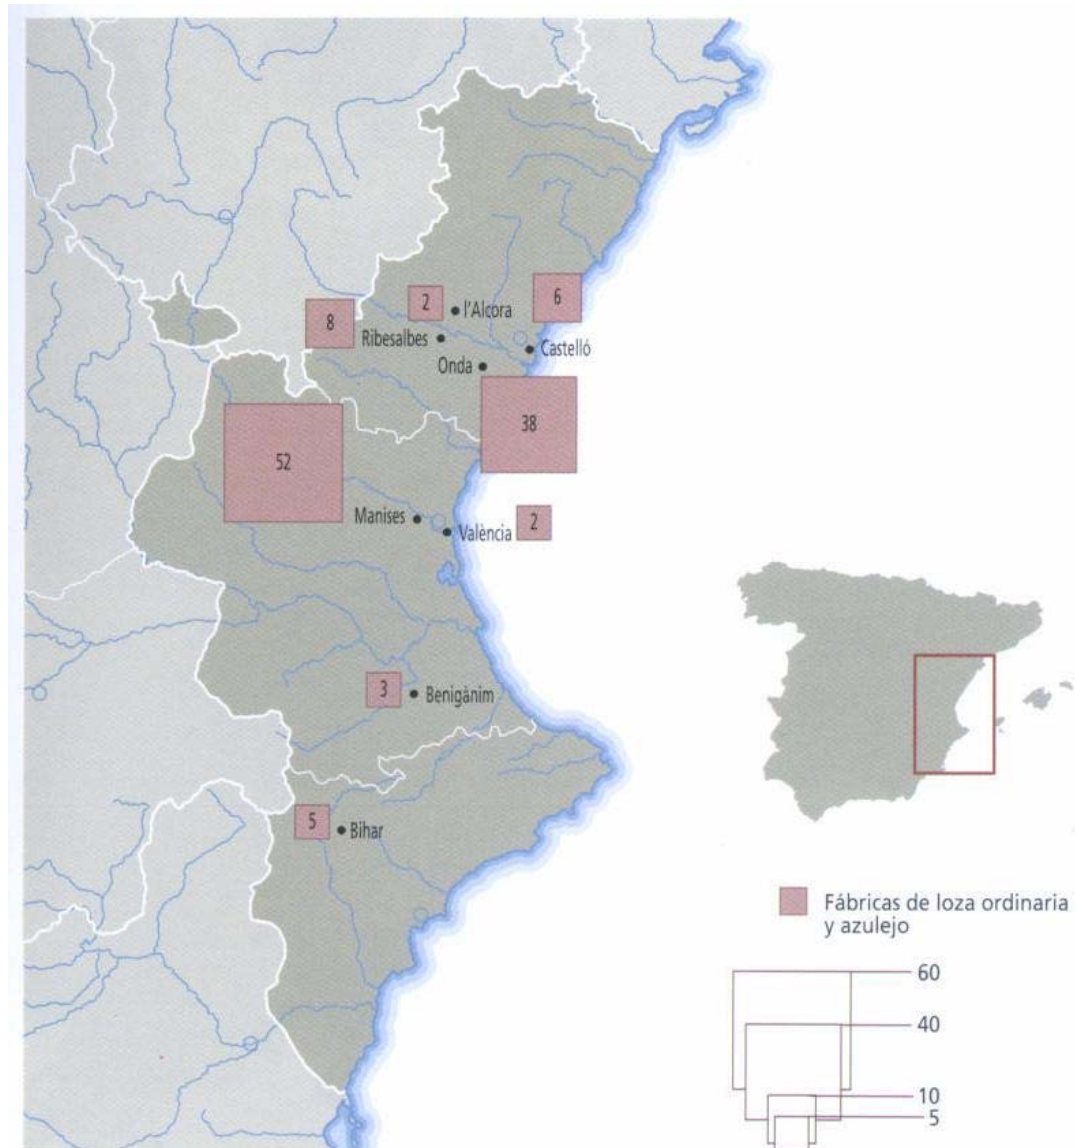 2
l'Alcora
6
8
Ribesalbes
Castelló
Onda
38
52
Manises
València
2
3
Benigànim
5
Bihar
Fábricas de loza ordinaria
y azulejo
60
40
10
5